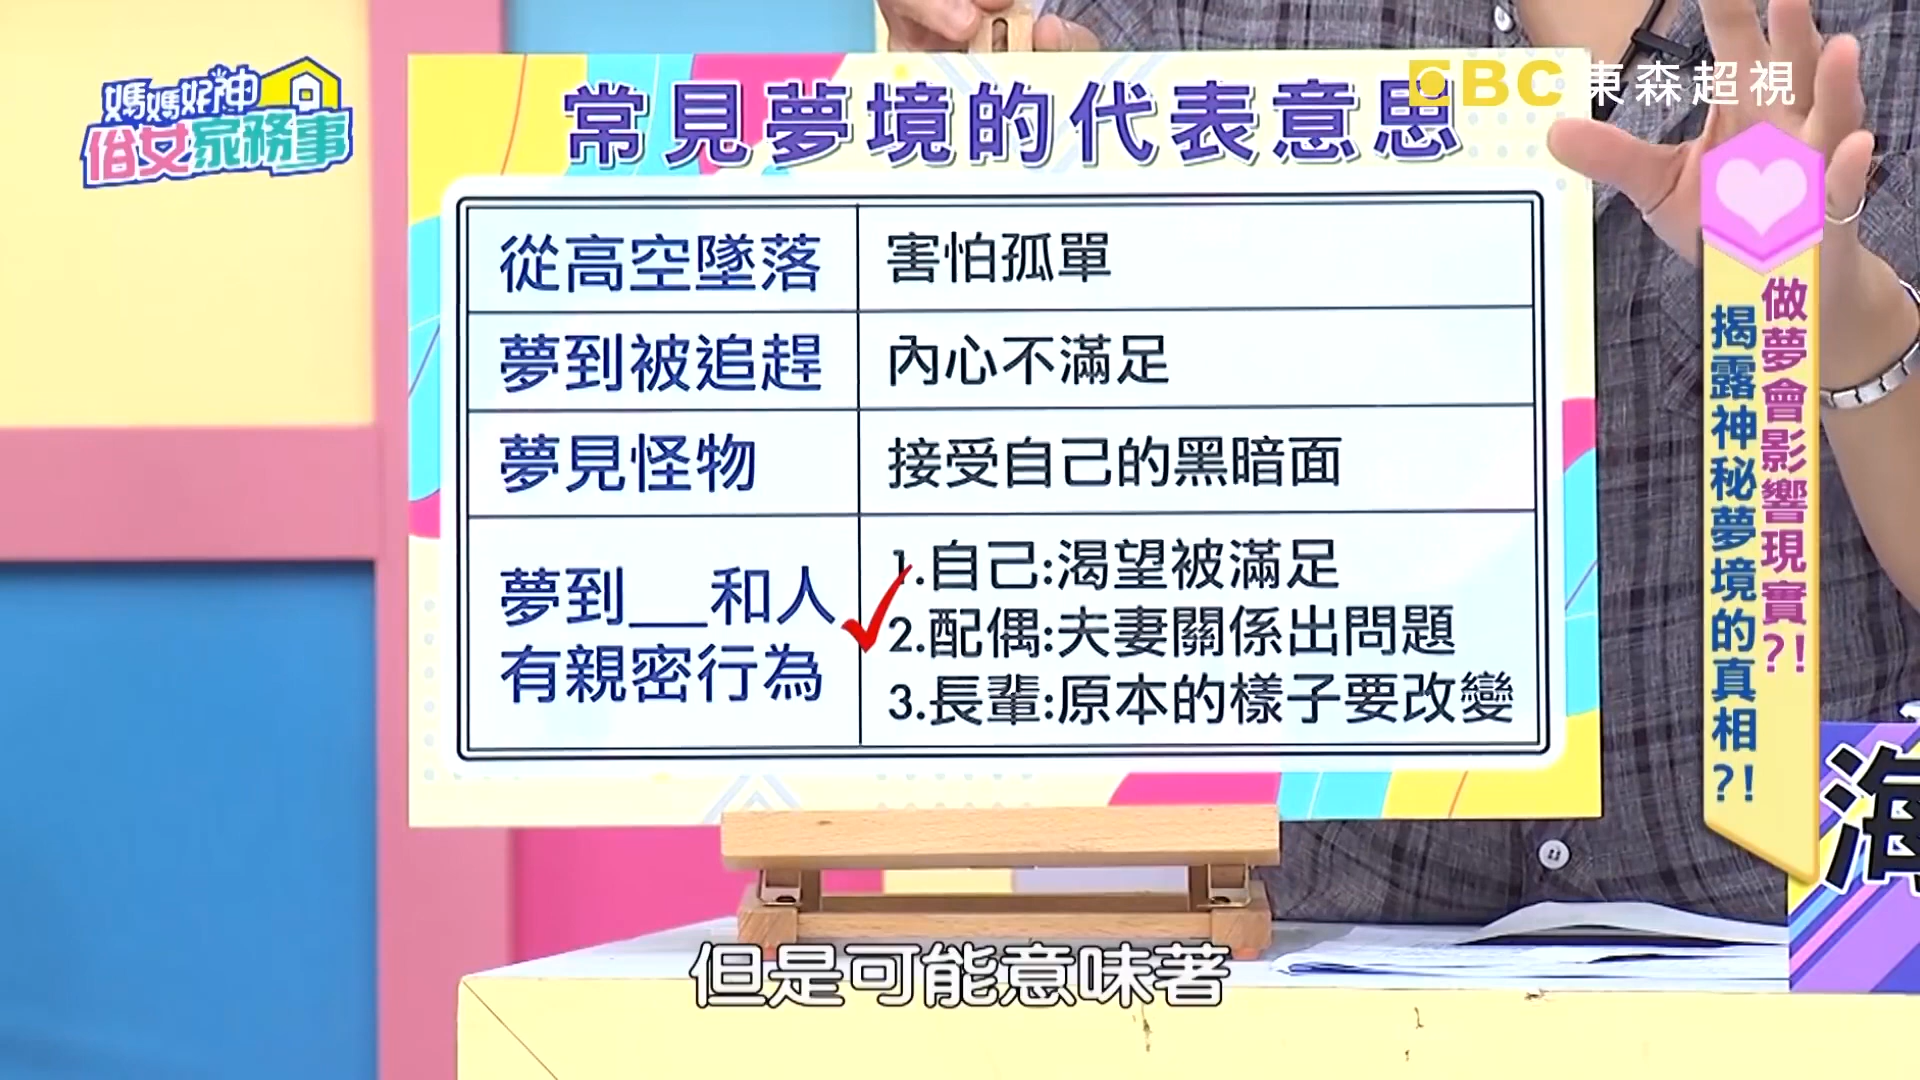 媽媽好神
俗女家務事
EBC 東森超視
常見夢境的代表意思
從高空墜落
害怕孤單
夢到被追趕
內心不滿足
夢見怪物
接受自己的黑暗面
夢到__和人
有親密行為
1.自己:渴望被滿足
2.配偶:夫妻關係出問題
3.長輩:原本的樣子要改變
做夢會影響現實?!
揭露神秘夢境的真相?!
海
但是可能意味著